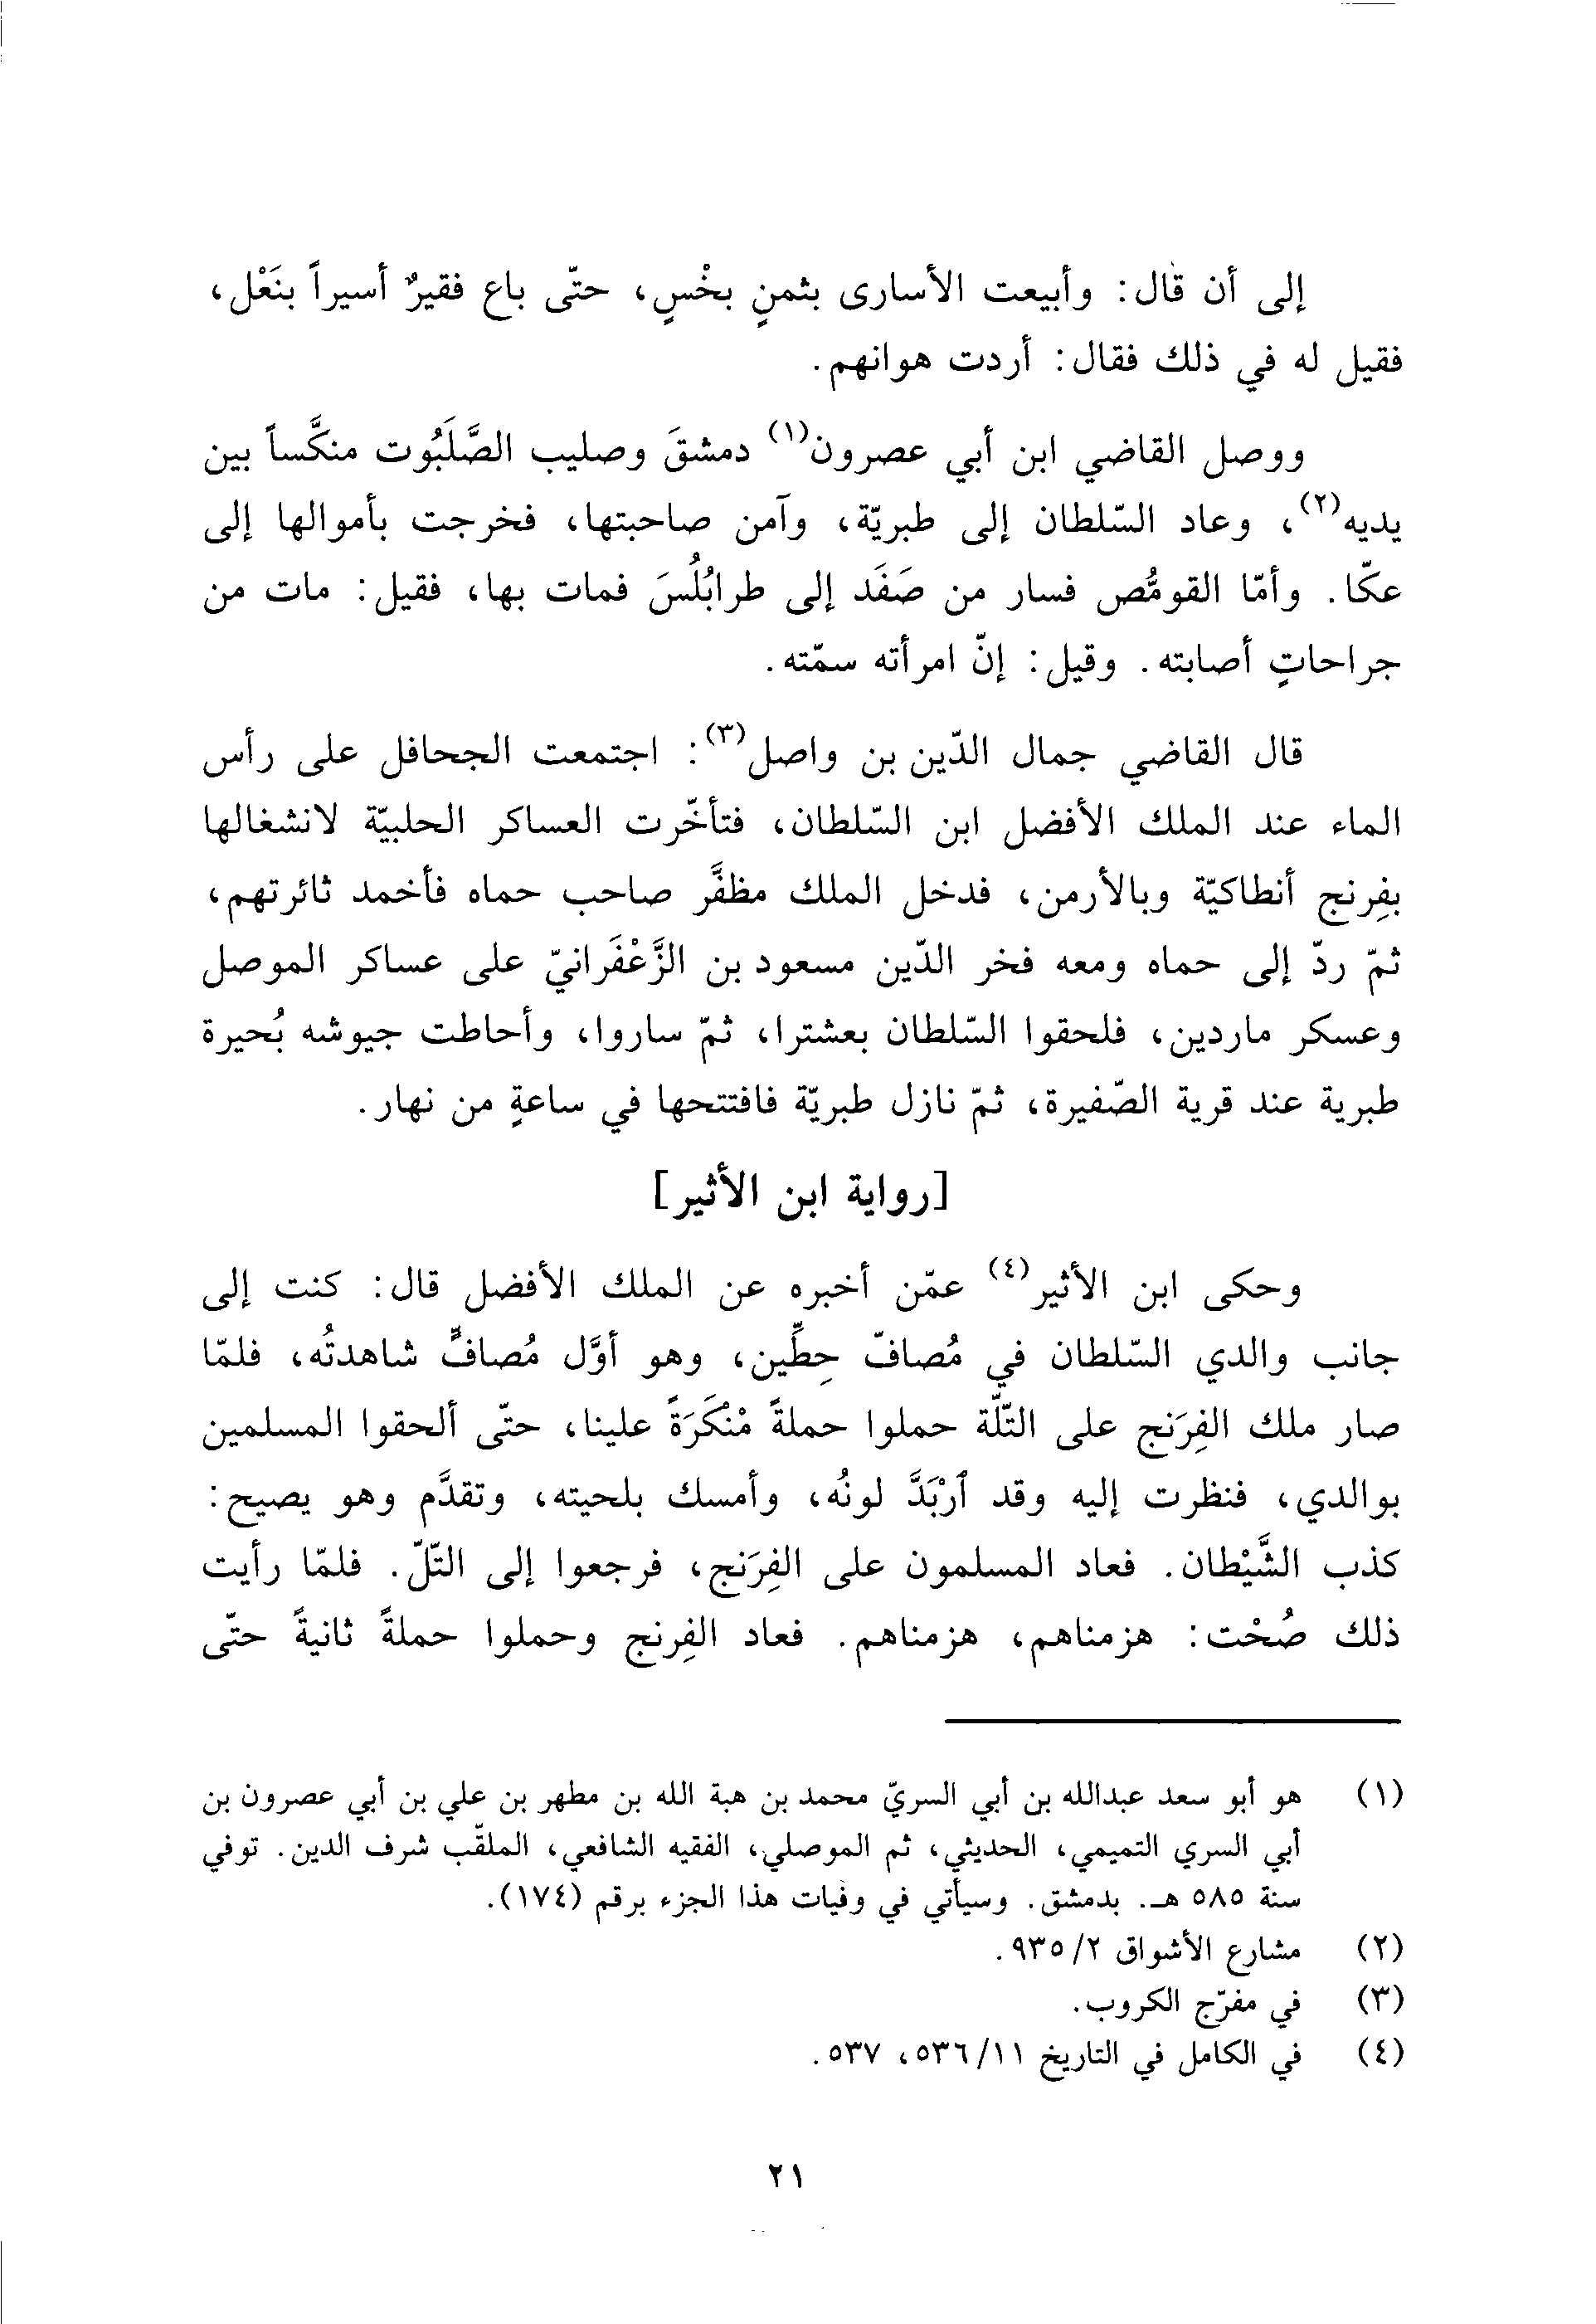 إلى أن قال: وأبيعت الأسارى بثمنٍ بخْسٍ، حتّى باع فقيرٌ أسيراً بنَعْل،
فقيل له في ذلك فقال: أردت هوانهم.
ووصل القاضي ابن أبي عصرون(١) دمشقَ وصليب الصَّلَبُوت منكَّساً بين
يديه(٢)، وعاد السّلطان إلى طبريّة، وآمن صاحبتها، فخرجت بأموالها إلى
عكّا. وأمّا القومُّص فسار من صَفَد إلى طرابُلُسَ فمات بها، فقيل: مات من
جراحاتٍ أصابته. وقيل: إنّ امرأته سمّته.
قال القاضي جمال الدّين بن واصل(٣): اجتمعت الجحافل على رأس
الماء عند الملك الأفضل ابن السّلطان، فتأخّرت العساكر الحلبيّة لانشغالها
بفِرنج أنطاكيّة وبالأرمن، فدخل الملك مظفَّر صاحب حماه فأخمد ثائرتهم،
ثمّ ردّ إلى حماه ومعه فخر الدّين مسعود بن الزَّعْفَرانيّ على عساكر الموصل
وعسكر ماردين، فلحقوا السّلطان بعشترا، ثمّ ساروا، وأحاطت جيوشه بُحيرة
طبرية عند قرية الصّفيرة، ثمّ نازل طبريّة فافتتحها في ساعةٍ من نهار.
[رواية ابن الأثير]
وحكى ابن الأثير(٤) عمّن أخبره عن الملك الأفضل قال: كنت إلى
جانب والدي السّلطان في مُصافّ حِطِّين، وهو أوَّل مُصافٍّ شاهدتُه، فلمّا
صار ملك الفِرَنج على التّلّة حملوا حملةً مْنْكَرَةً علينا، حتّى ألحقوا المسلمين
بوالدي، فنظرت إليه وقد اۤرْبَدَّ لونُه، وأمسك بلحيته، وتقدَّم وهو يصيح:
كذب الشَّيْطان. فعاد المسلمون على الفِرَنج، فرجعوا إلى التّلّ. فلمّا رأيت
ذلك صُحْت: هزمناهم، هزمناهم. فعاد الفِرنج وحملوا حملةً ثانيةً حتّى
(١) هو أبو سعد عبدالله بن أبي السريّ محمد بن هبة الله بن مطهر بن علي بن أبي عصرون بن
أبي السري التميمي، الحديثي، ثم الموصلي، الفقيه الشافعي، الملقّب شرف الدين. توفي
سنة ٥٨٥ هـ. بدمشق. وسيأتي في وفيات هذا الجزء برقم (١٧٤).
(٢) مشارع الأشواق ٢/ ٩٣٥.
(٣) في مفرّج الكروب.
(٤) في الكامل في التاريخ ١١/ ٥٣٦، ٥٣٧.
٢١